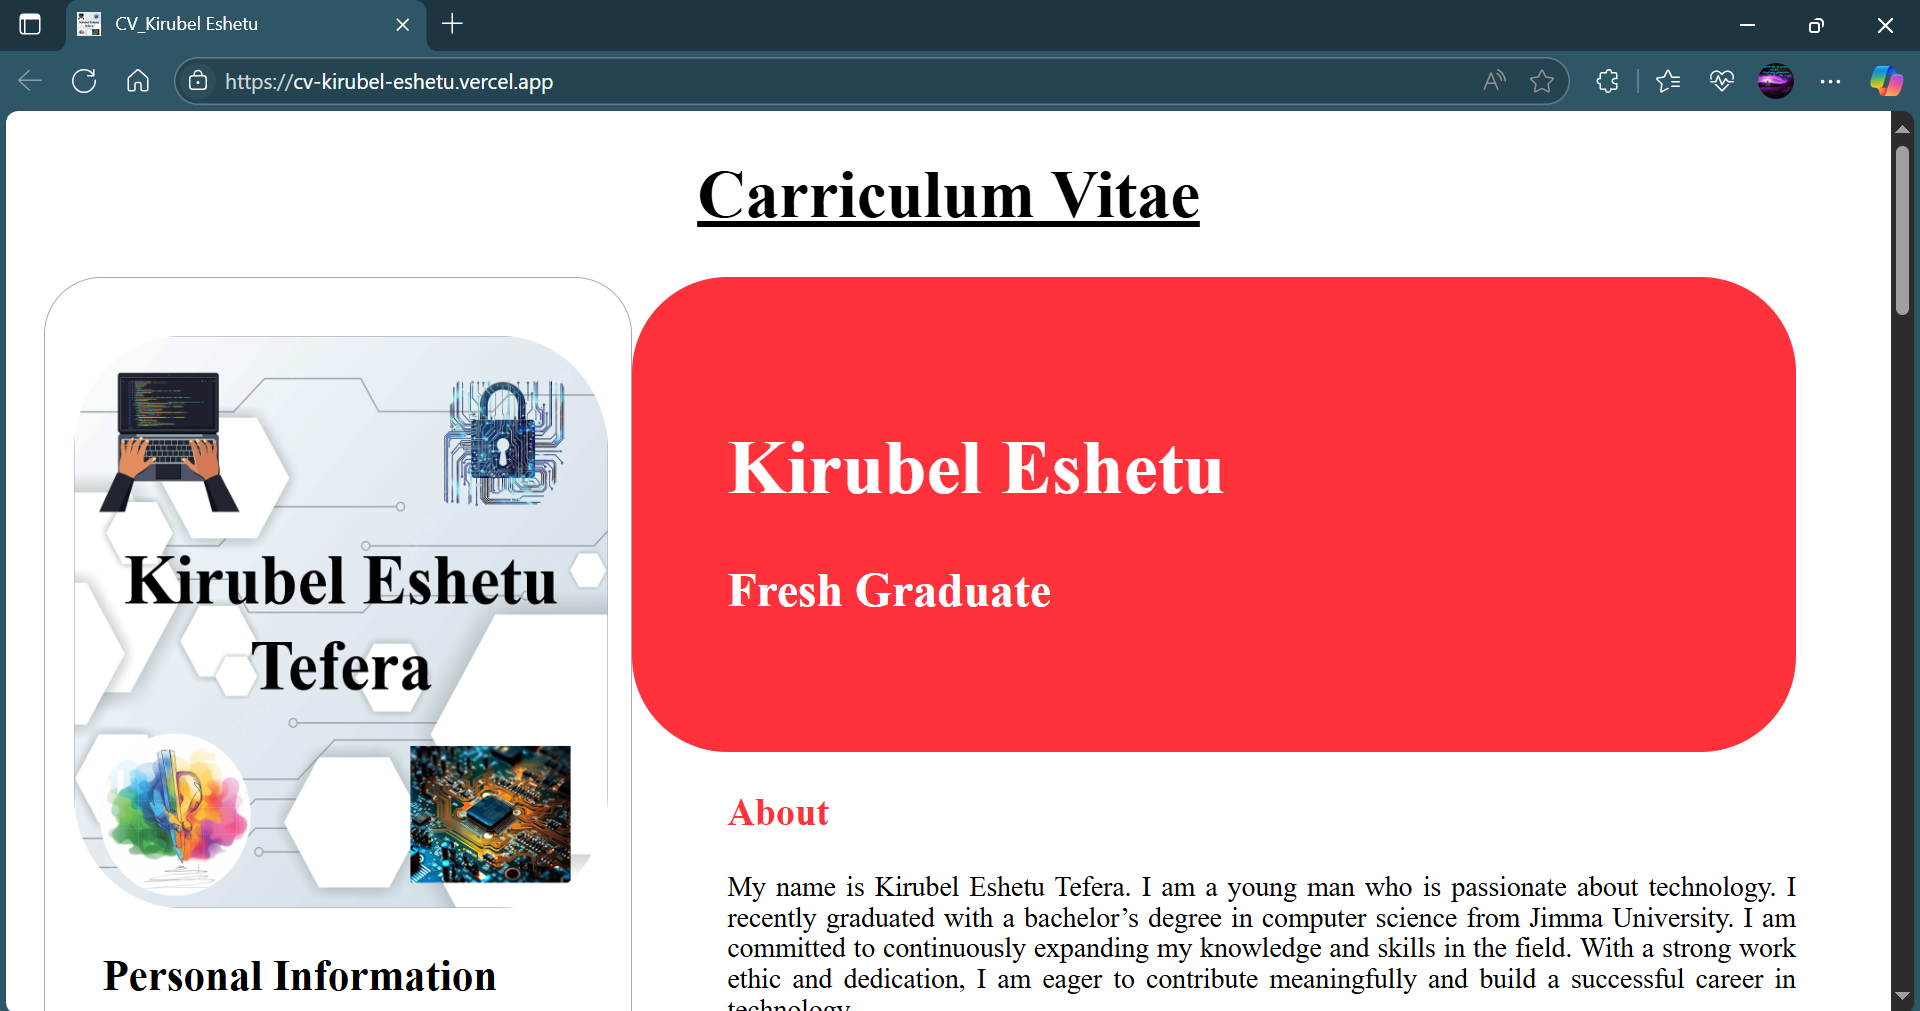 CV_Kirubel Eshetu
https://cv-kirubel-eshetu.vercel.app
Carriculum Vitae
Kirubel Eshetu
Tefera
Personal Information
Kirubel Eshetu
Fresh Graduate
About
My name is Kirubel Eshetu Tefera. I am a young man who is passionate about technology. I
recently graduated with a bachelor’s degree in computer science from Jimma University. I am
committed to continuously expanding my knowledge and skills in the field. With a strong work
ethic and dedication, I am eager to contribute meaningfully and build a successful career in
technology.